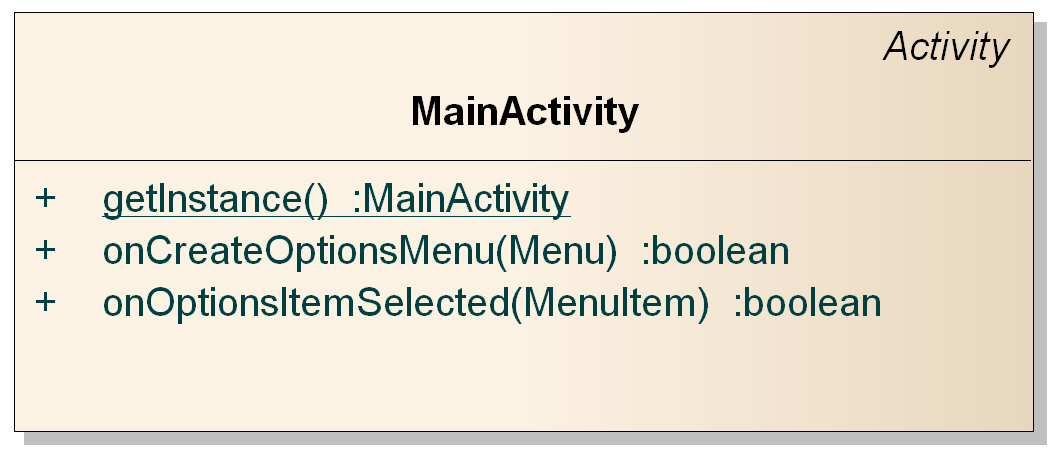 Activity
MainActivity
+ getInstance() :MainActivity
+ onCreateOptionsMenu(Menu) :boolean
+ onOptionsItemSelected(MenuItem) :boolean